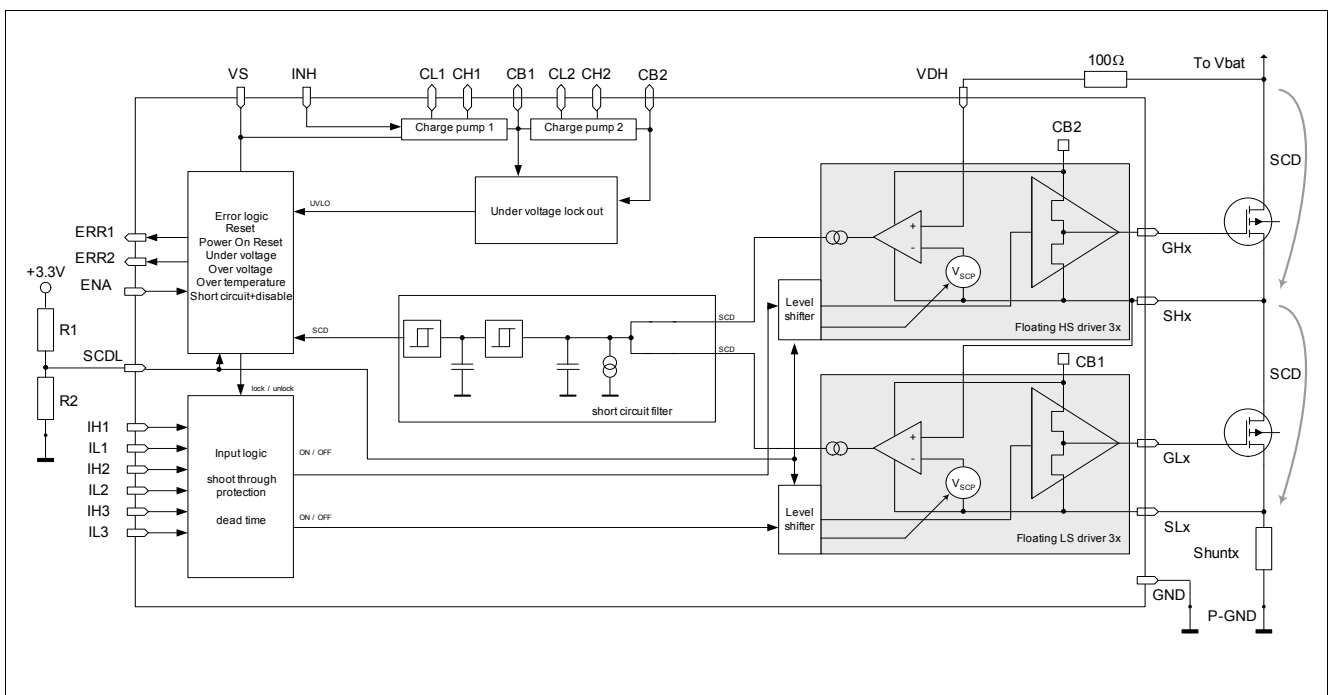 VS
INH
CL1
CH1
CB1
CL2
CH2
CB2
VDH
100Ω
To Vbat
Charge pump 1
Charge pump 2
CB2
SCD
Error logic
Reset
Power On Reset
Under voltage
Over voltage
Over temperature
Short circuit+disable
UVLO
Under voltage lock out
ERR1
ERR2
ENA
+3.3V
R1
SCDL
R2
+
-
VSCP
GHx
Level
shifter
SHx
Floating HS driver 3x
SCD
SCD
SCD
short circuit filter
lock / unlock
CB1
SCD
IH1
IL1
IH2
IL2
IH3
IL3
Input logic
shoot through
protection
dead time
ON / OFF
ON / OFF
+
-
VSCP
GLx
Level
shifter
SLx
Floating LS driver 3x
Shuntx
GND
P-GND